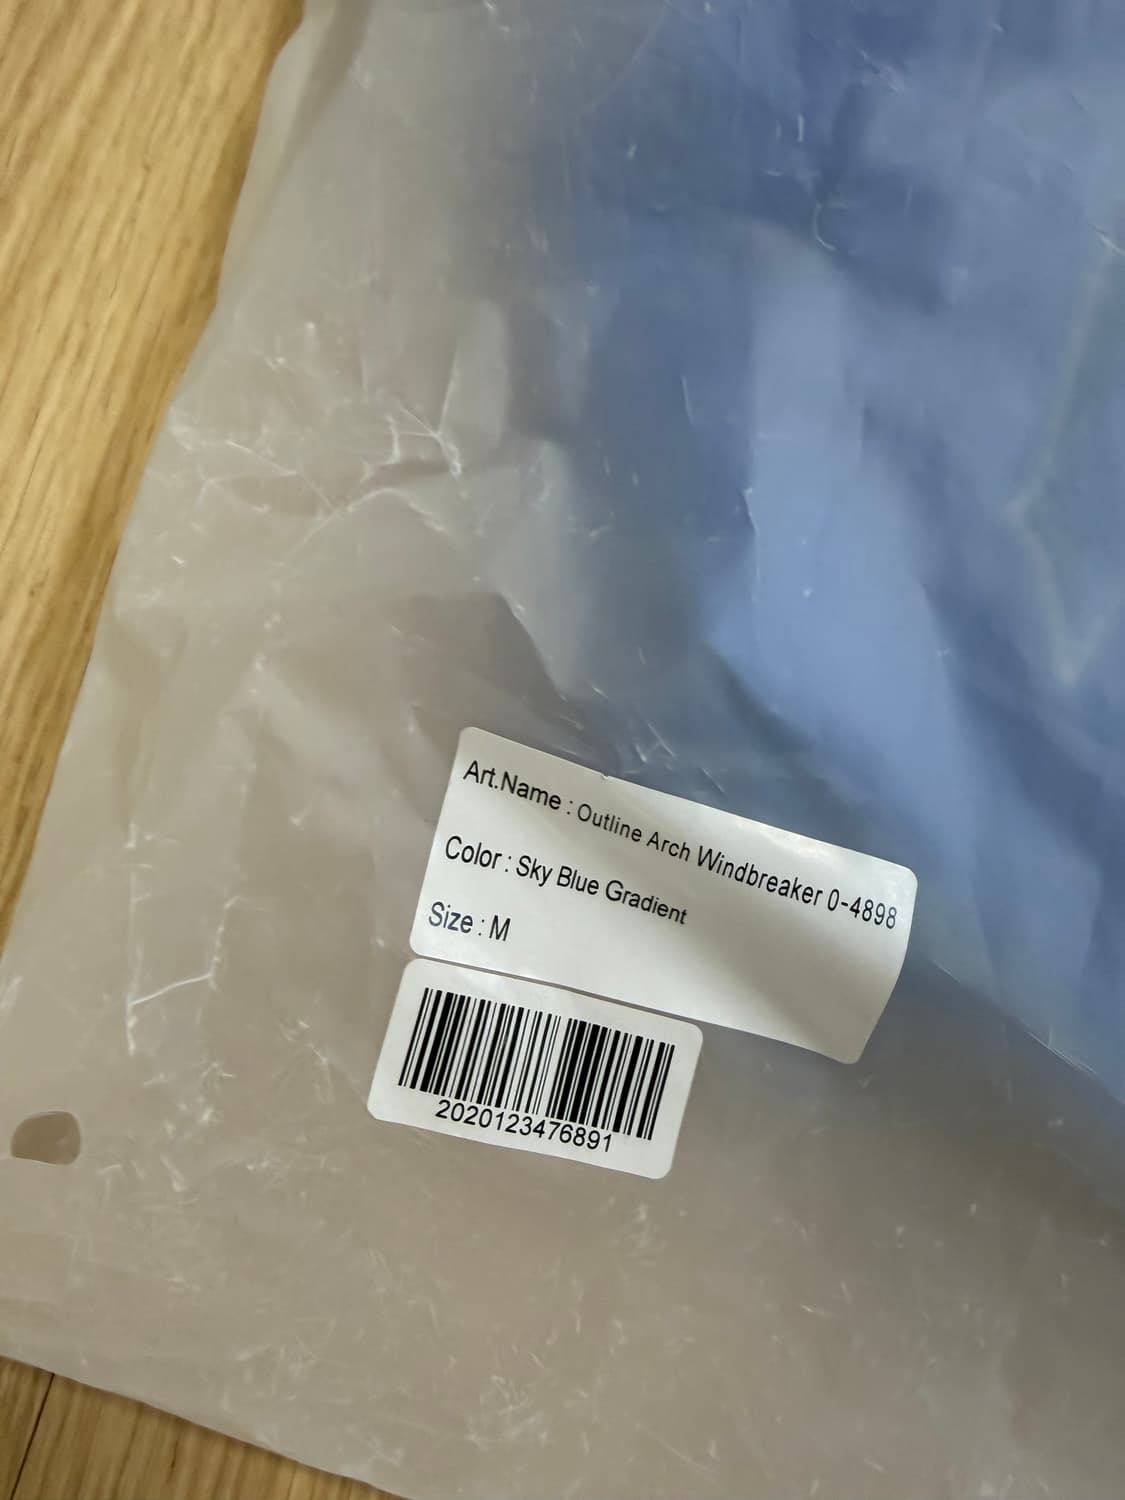 Art.Name : Outline Arch Windbreaker 0-4898
Color : Sky Blue Gradient
Size : M
2020123476891